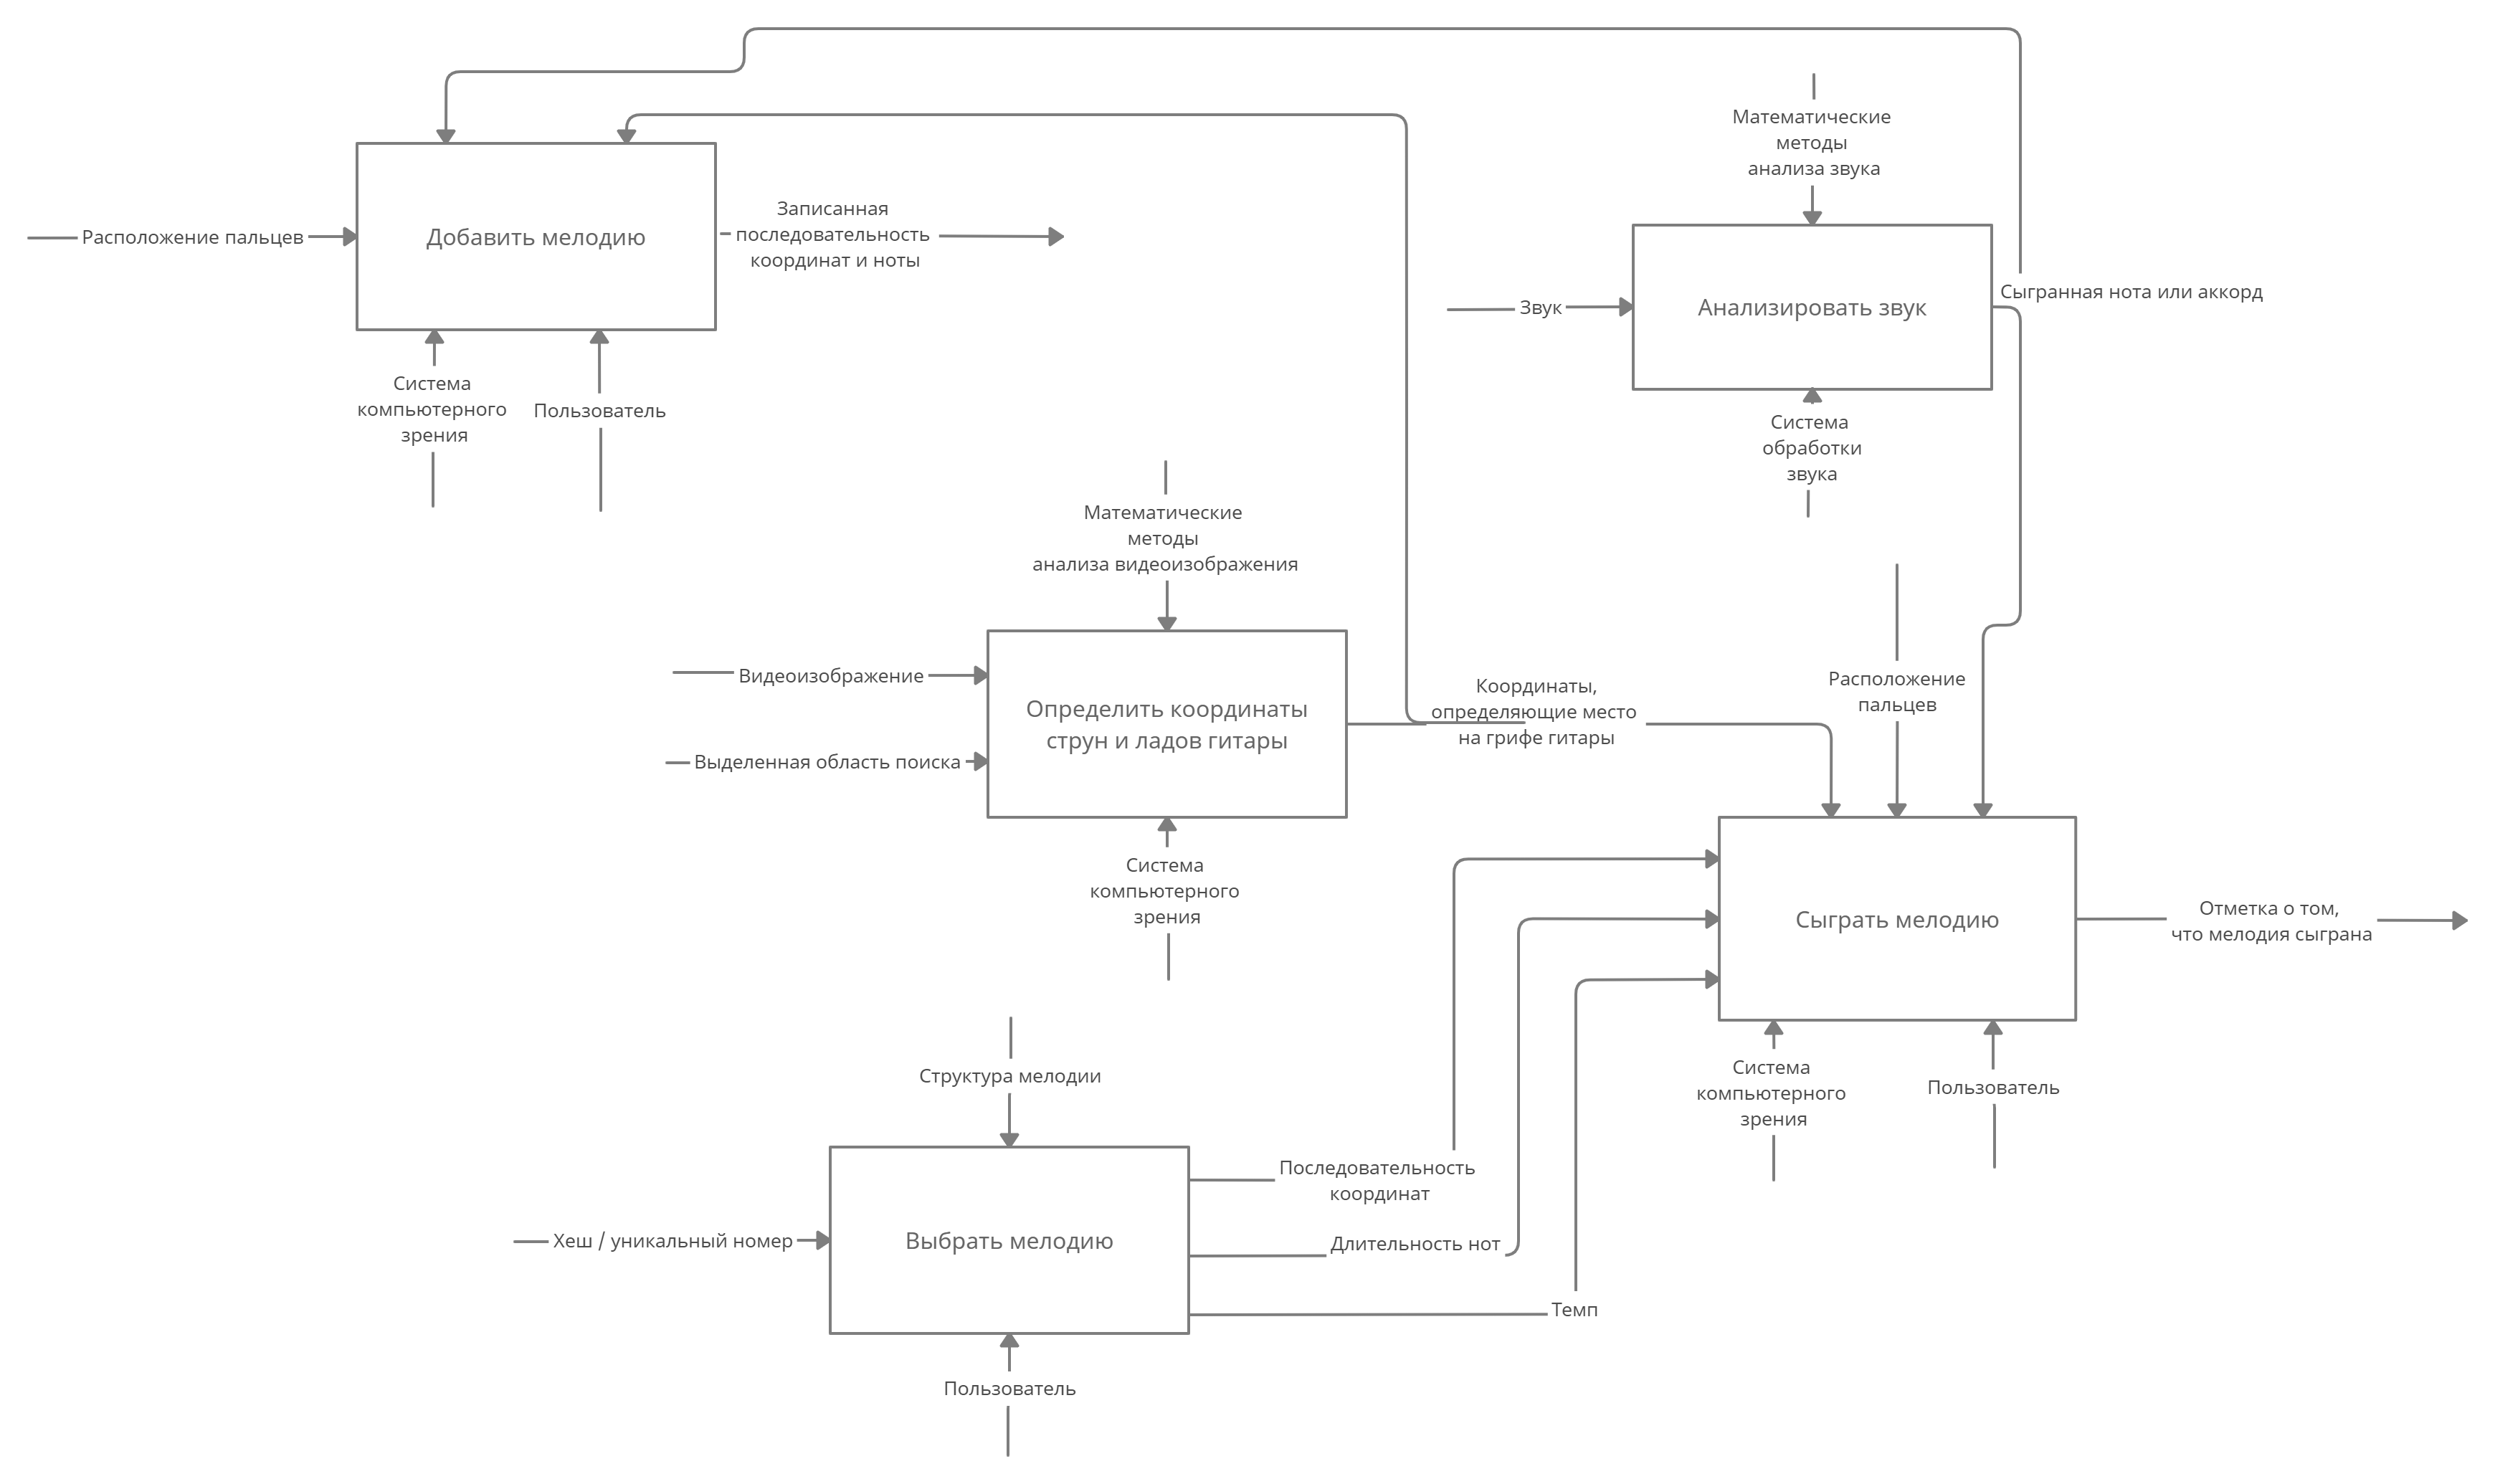 Математические
методы
анализа звука
Расположение пальцев
Добавить мелодию
Записанная
последовательность
координат и ноты
Звук
Анализировать звук
Сыгранная нота или аккорд
Система
компьютерного
зрения
Пользователь
Система
обработки
звука
Математические
методы
анализа видеоизображения
Видеоизображение
Выделенная область поиска
Определить координаты
струн и ладов гитары
Координаты,
определяющие место
на грифе гитары
Расположение
пальцев
Система
компьютерного
зрения
Сыграть мелодию
Отметка о том,
что мелодия сыграна
Система
компьютерного
зрения
Пользователь
Структура мелодии
Хеш / уникальный номер
Выбрать мелодию
Последовательность
координат
Длительность нот
Темп
Пользователь